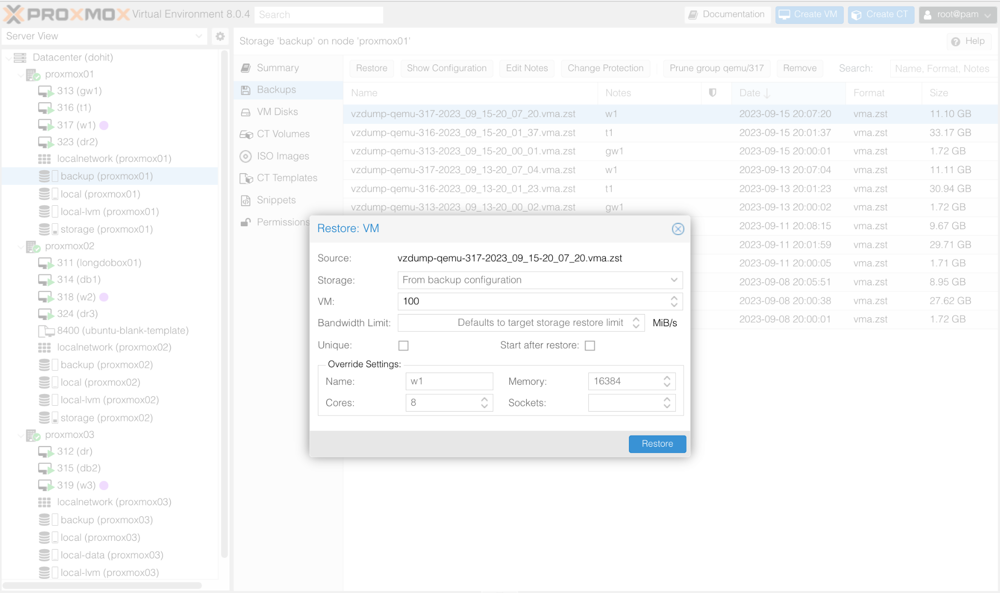 PROXMOX Virtual Environment 8.0.4 Search Documentation Create VM Create CT root@pam
Server View
Storage 'backup' on node 'proxmox01' Help
Datacenter (dohit)
proxmox01
313 (gw1)
316 (t1)
317 (w1)
323 (dr2)
localnetwork (proxmox01)
backup (proxmox01)
local (proxmox01)
local-lvm (proxmox01)
storage (proxmox01)
proxmox02
311 (longdobox01)
314 (db1)
318 (w2)
324 (dr3)
8400 (ubuntu-blank-template)
localnetwork (proxmox02)
backup (proxmox02)
local (proxmox02)
local-lvm (proxmox02)
storage (proxmox02)
proxmox03
312 (dr)
315 (db2)
319 (w3)
localnetwork (proxmox03)
backup (proxmox03)
local (proxmox03)
local-data (proxmox03)
local-lvm (proxmox03)
Summary
Backups
VM Disks
CT Volumes
ISO Images
CT Templates
Snippets
Permissions
Restore Show Configuration Edit Notes Change Protection Prune group qemu/317 Remove Search: Name, Format, Notes
Name Notes Date Format Size
vzdump-qemu-317-2023_09_15-20_07_20.vma.zst w1 2023-09-15 20:07:20 vma.zst 11.10 GB
vzdump-qemu-316-2023_09_15-20_01_37.vma.zst t1 2023-09-15 20:01:37 vma.zst 33.17 GB
vzdump-qemu-313-2023_09_15-20_00_01.vma.zst gw1 2023-09-15 20:00:01 vma.zst 1.72 GB
vzdump-qemu-317-2023_09_13-20_07_04.vma.zst w1 2023-09-13 20:07:04 vma.zst 11.11 GB
vzdump-qemu-316-2023_09_13-20_01_23.vma.zst t1 2023-09-13 20:01:23 vma.zst 30.94 GB
vzdump-qemu-313-2023_09_13-20_00_02.vma.zst gw1 2023-09-13 20:00:02 vma.zst 1.72 GB
2023-09-11 20:08:15 vma.zst 9.67 GB
2023-09-11 20:01:59 vma.zst 29.71 GB
2023-09-11 20:00:05 vma.zst 1.71 GB
2023-09-08 20:05:51 vma.zst 8.95 GB
2023-09-08 20:00:38 vma.zst 27.62 GB
2023-09-08 20:00:01 vma.zst 1.72 GB
Restore: VM
Source: vzdump-qemu-317-2023_09_15-20_07_20.vma.zst
Storage: From backup configuration
VM: 100
Bandwidth Limit: Defaults to target storage restore limit MiB/s
Unique: Start after restore:
Override Settings:
Name: w1 Memory: 16384
Cores: 8 Sockets:
Restore